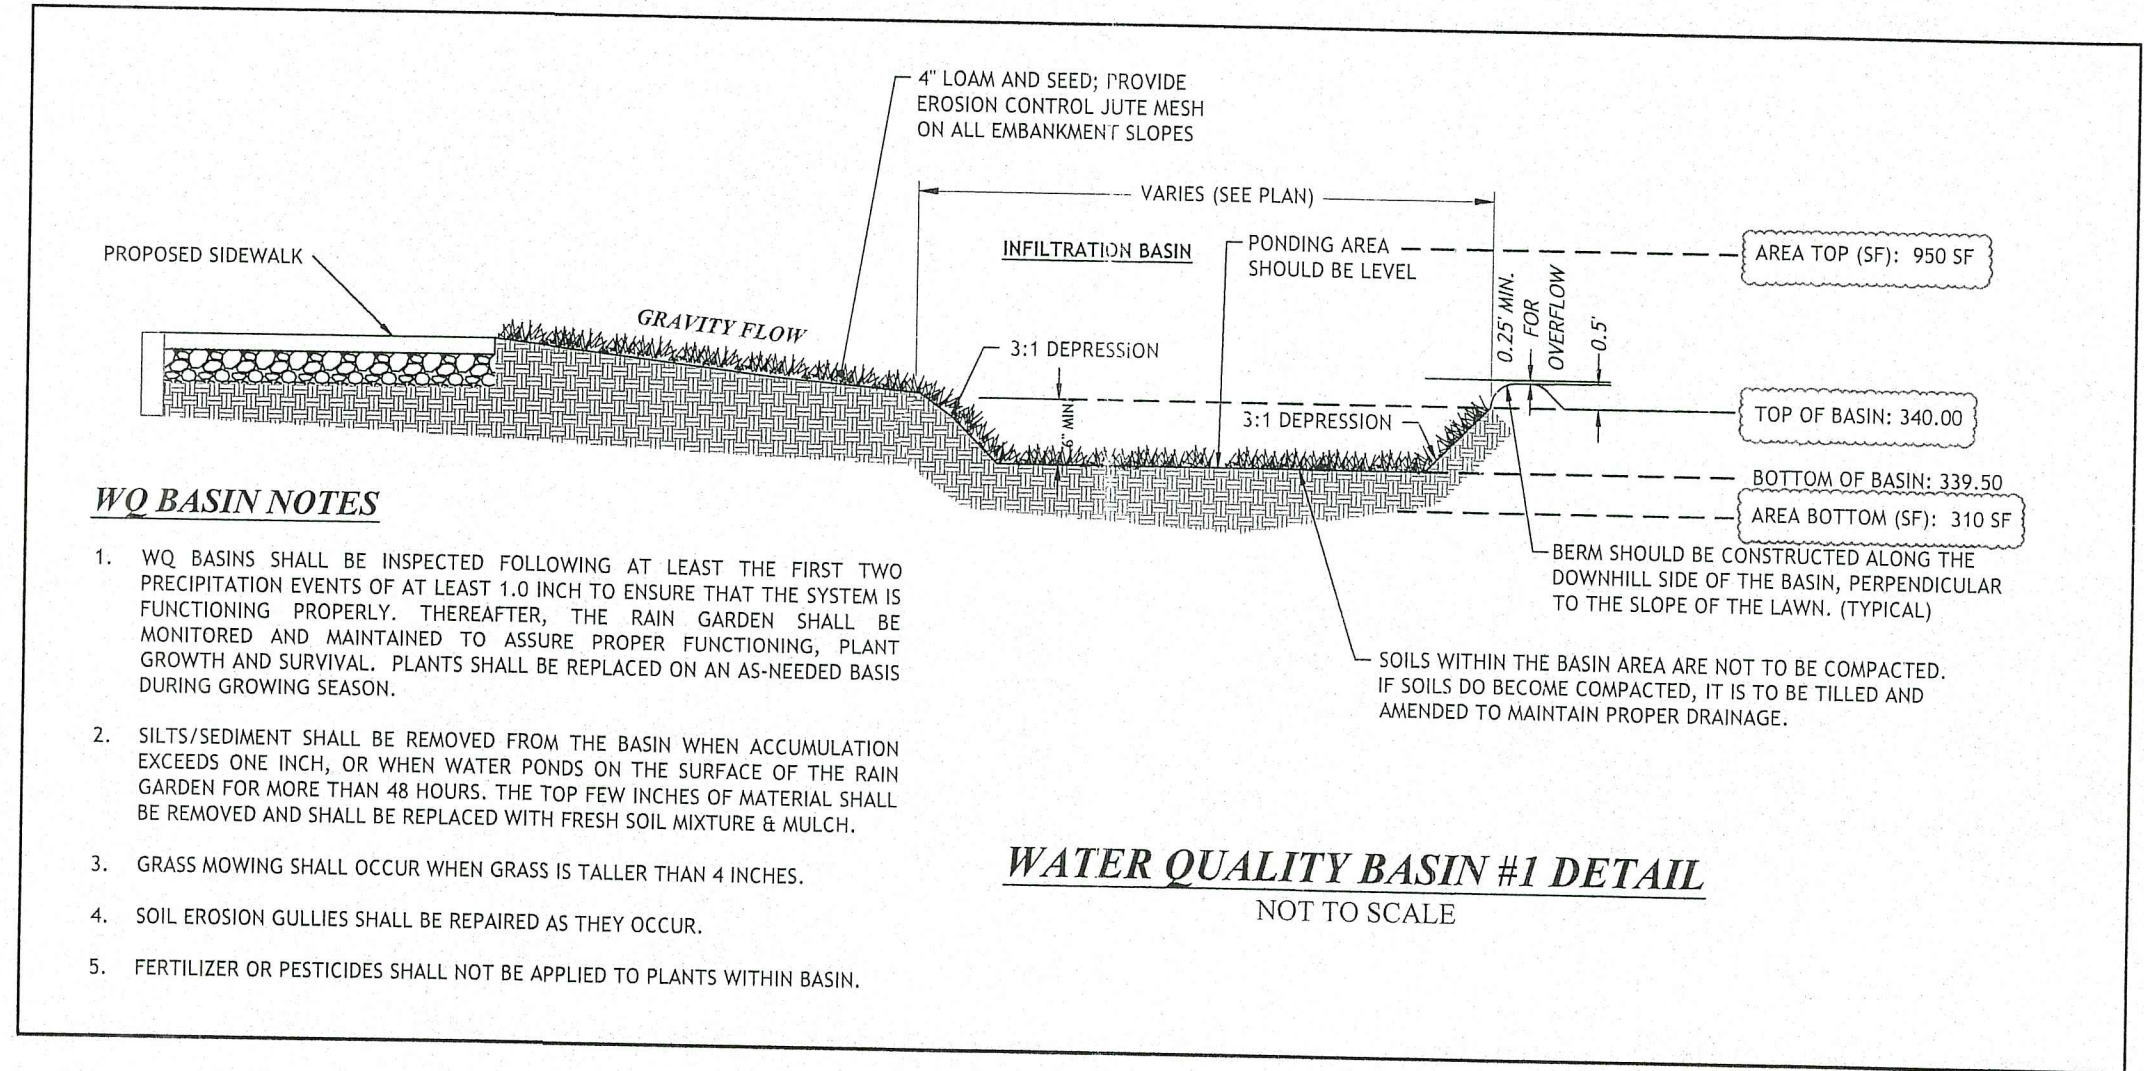 4" LOAM AND SEED; PROVIDE
EROSION CONTROL JUTE MESH
ON ALL EMBANKMENT SLOPES
VARIES (SEE PLAN)
PROPOSED SIDEWALK
GRAVITY FLOW
INFILTRATION BASIN
PONDING AREA
SHOULD BE LEVEL
AREA TOP (SF): 950 SF
0.25' MIN.
FOR
OVERFLOW
0.5'
3:1 DEPRESSION
6" MIN
3:1 DEPRESSION
TOP OF BASIN: 340.00
BOTTOM OF BASIN: 339.50
AREA BOTTOM (SF): 310 SF
BERM SHOULD BE CONSTRUCTED ALONG THE
DOWNHILL SIDE OF THE BASIN, PERPENDICULAR
TO THE SLOPE OF THE LAWN. (TYPICAL)
SOILS WITHIN THE BASIN AREA ARE NOT TO BE COMPACTED.
IF SOILS DO BECOME COMPACTED, IT IS TO BE TILLED AND
AMENDED TO MAINTAIN PROPER DRAINAGE.
WQ BASIN NOTES
1. WQ BASINS SHALL BE INSPECTED FOLLOWING AT LEAST THE FIRST TWO
PRECIPITATION EVENTS OF AT LEAST 1.0 INCH TO ENSURE THAT THE SYSTEM IS
FUNCTIONING PROPERLY. THEREAFTER, THE RAIN GARDEN SHALL BE
MONITORED AND MAINTAINED TO ASSURE PROPER FUNCTIONING, PLANT
GROWTH AND SURVIVAL. PLANTS SHALL BE REPLACED ON AN AS-NEEDED BASIS
DURING GROWING SEASON.
2. SILTS/SEDIMENT SHALL BE REMOVED FROM THE BASIN WHEN ACCUMULATION
EXCEEDS ONE INCH, OR WHEN WATER PONDS ON THE SURFACE OF THE RAIN
GARDEN FOR MORE THAN 48 HOURS. THE TOP FEW INCHES OF MATERIAL SHALL
BE REMOVED AND SHALL BE REPLACED WITH FRESH SOIL MIXTURE & MULCH.
3. GRASS MOWING SHALL OCCUR WHEN GRASS IS TALLER THAN 4 INCHES.
4. SOIL EROSION GULLIES SHALL BE REPAIRED AS THEY OCCUR.
5. FERTILIZER OR PESTICIDES SHALL NOT BE APPLIED TO PLANTS WITHIN BASIN.
WATER QUALITY BASIN #1 DETAIL
NOT TO SCALE